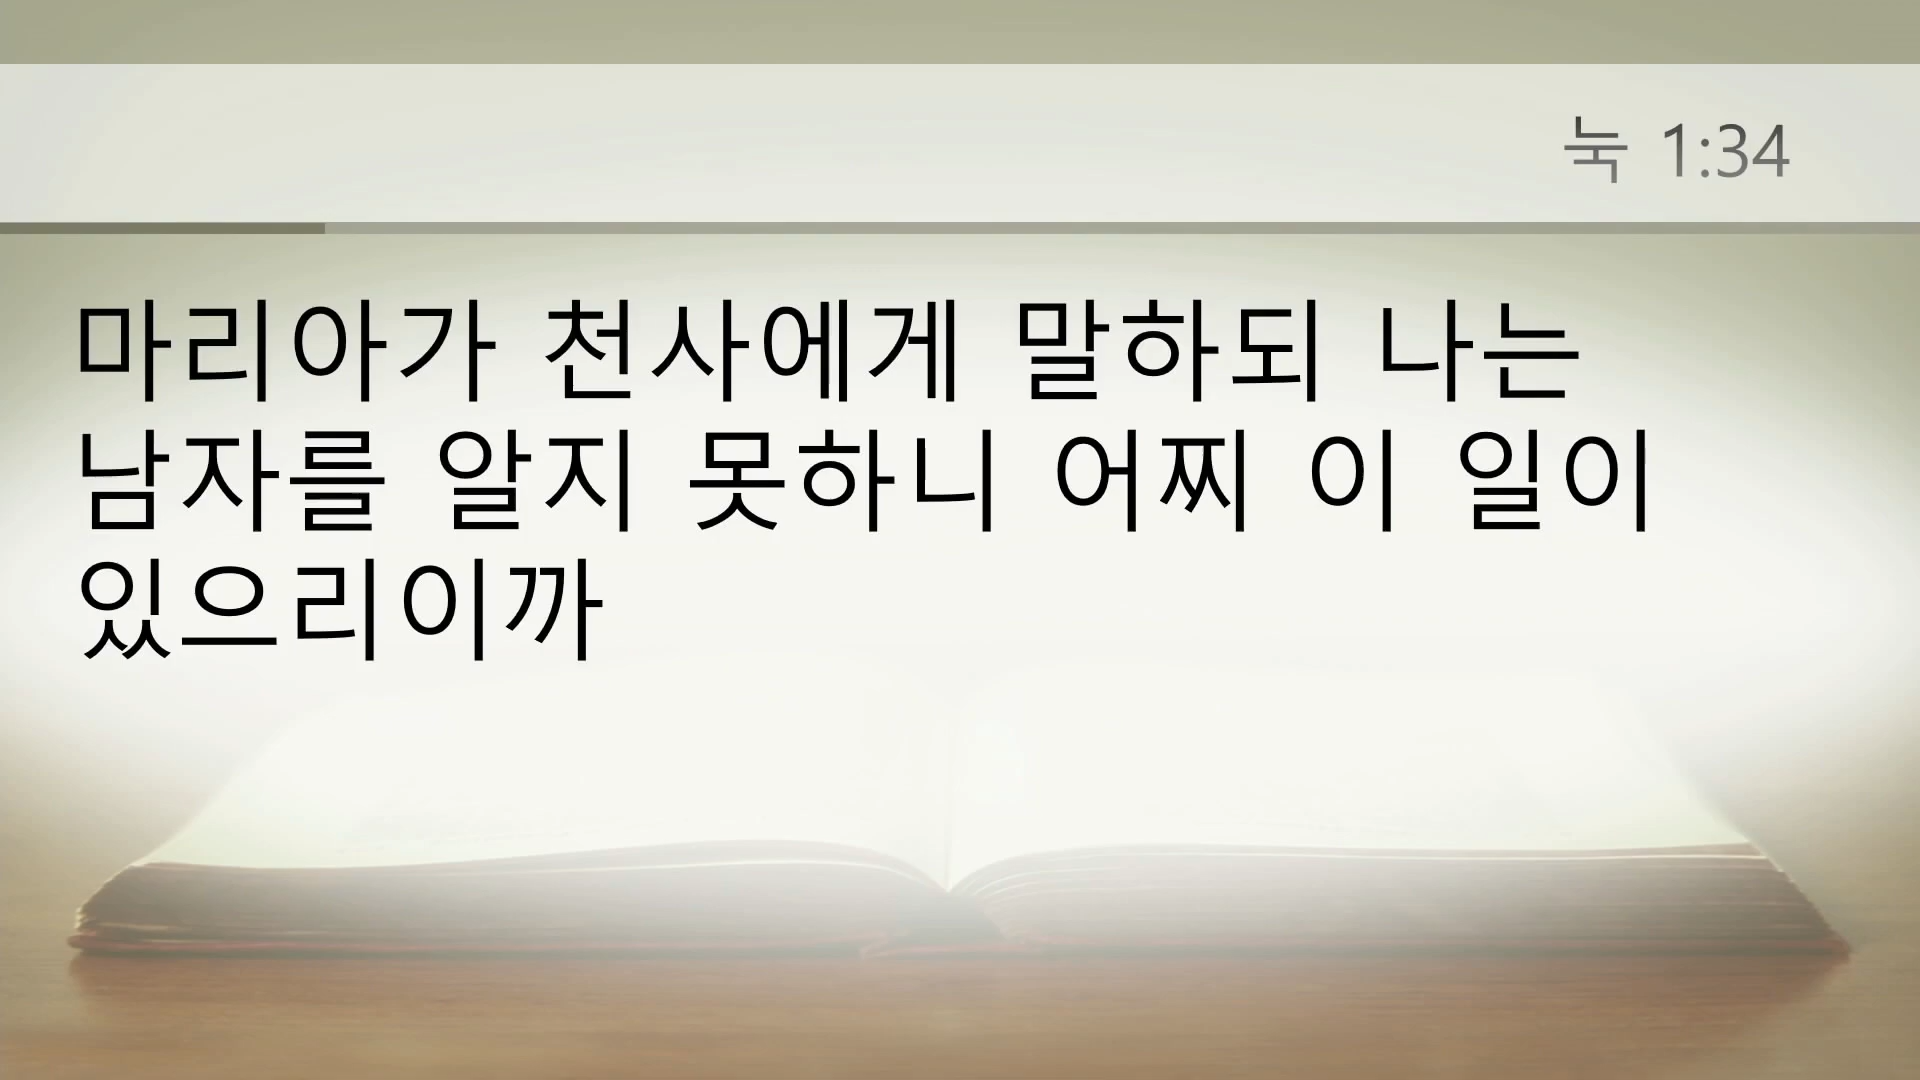 눅 1:34
마리아가 천사에게 말하되 나는
남자를 알지 못하니 어찌 이 일이
있으리이까